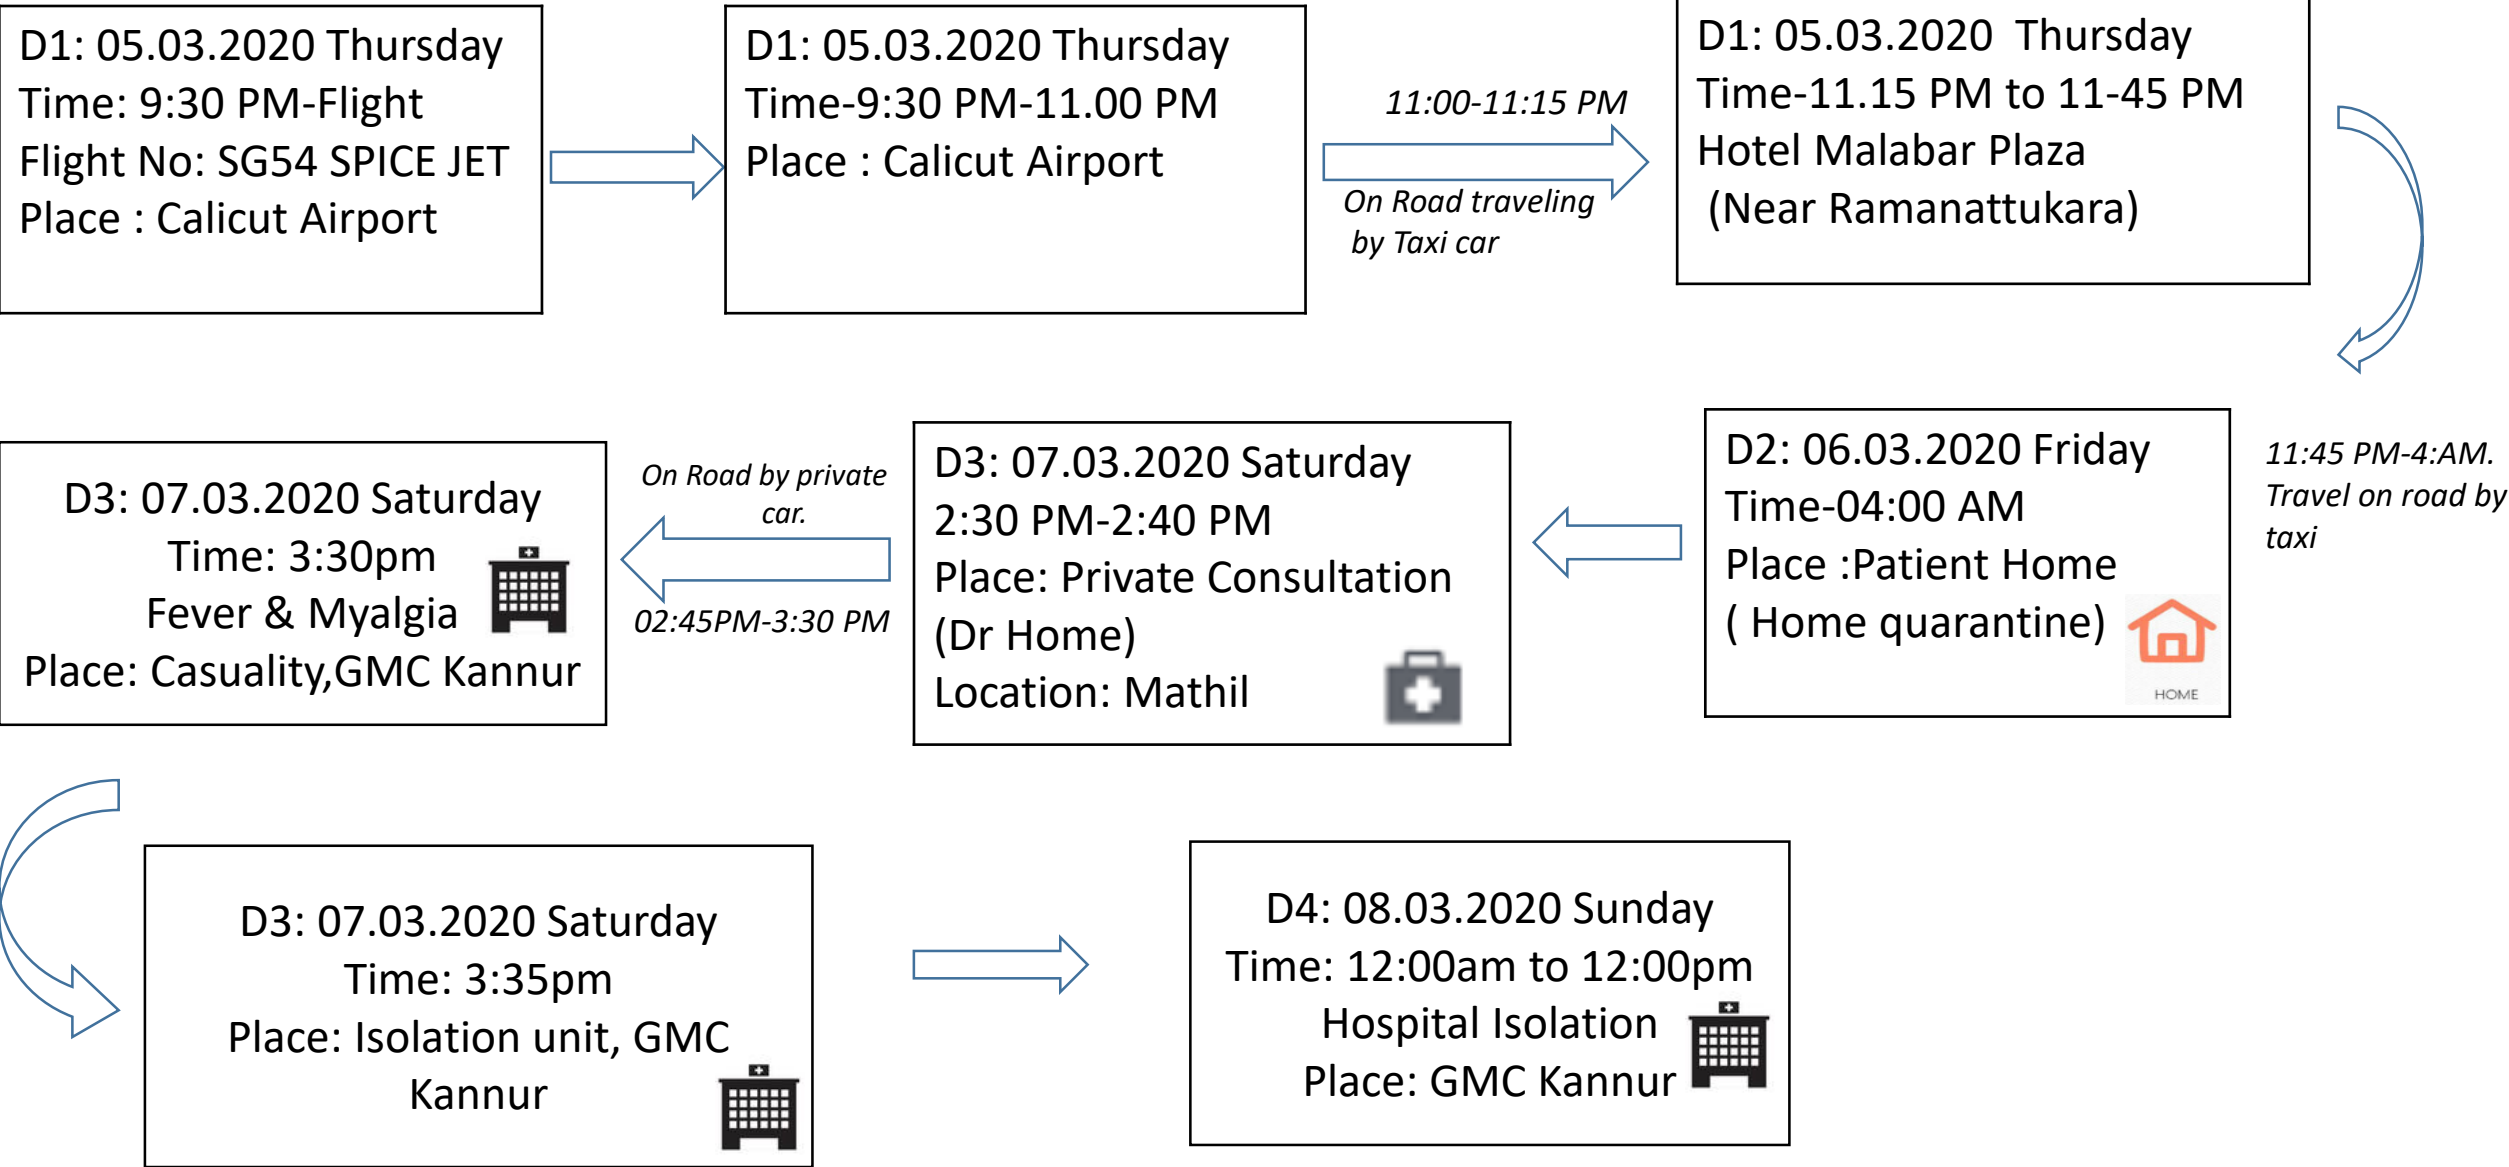 D1: 05.03.2020 Thursday
Time: 9:30 PM-Flight
Flight No: SG54 SPICE JET
Place : Calicut Airport
D1: 05.03.2020 Thursday
Time-9:30 PM-11.00 PM
Place : Calicut Airport
11:00-11:15 PM
On Road traveling
by Taxi car
D1: 05.03.2020 Thursday
Time-11.15 PM to 11-45 PM
Hotel Malabar Plaza
(Near Ramanattukara)
11:45 PM-4:AM.
Travel on road by
taxi
D2: 06.03.2020 Friday
Time-04:00 AM
Place :Patient Home
( Home quarantine)
HOME
D3: 07.03.2020 Saturday
2:30 PM-2:40 PM
Place: Private Consultation
(Dr Home)
Location: Mathil
On Road by private
car.
02:45PM-3:30 PM
D3: 07.03.2020 Saturday
Time: 3:30pm
Fever & Myalgia
Place: Casuality,GMC Kannur
D3: 07.03.2020 Saturday
Time: 3:35pm
Place: Isolation unit, GMC
Kannur
D4: 08.03.2020 Sunday
Time: 12:00am to 12:00pm
Hospital Isolation
Place: GMC Kannur